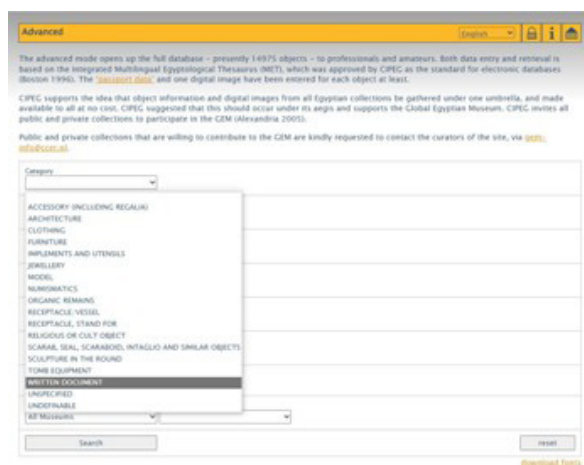 Advanced
English
The advanced mode opens up the full database – presently 14975 objects – to professionals and amateurs. Both data entry and retrieval is
based on the Integrated Multilingual Egyptological Thesaurus (IMET), which was approved by CIPEG as the standard for electronic databases
(Boston 1996). The "passport data" and one digital image have been entered for each object at least.
CIPEG supports the idea that object information and digital images from all Egyptian collections be gathered under one umbrella, and made
available to all at no cost. CIPEG suggested that this should occur under its aegis and supports the Global Egyptian Museum. CIPEG invites all
public and private collections to participate in the GEM (Alexandria 2005).
Public and private collections that are willing to contribute to the GEM are kindly requested to contact the curators of the site, via gem-
info@ccer.nl.
Category
ACCESSORY (INCLUDING REGALIA)
ARCHITECTURE
CLOTHING
FURNITURE
IMPLEMENTS AND UTENSILS
JEWELLERY
MODEL
NUMISMATICS
ORGANIC REMAINS
RECEPTACLE/VESSEL
RECEPTACLE, STAND FOR
RELIGIOUS OR CULT OBJECT
SCARAB, SEAL, SCARABOID, INTAGLIO AND SIMILAR OBJECTS
SCULPTURE IN THE ROUND
TOMB EQUIPMENT
WRITTEN DOCUMENT
UNSPECIFIED
UNDEFINABLE
All Museums
Search
reset
download fonts